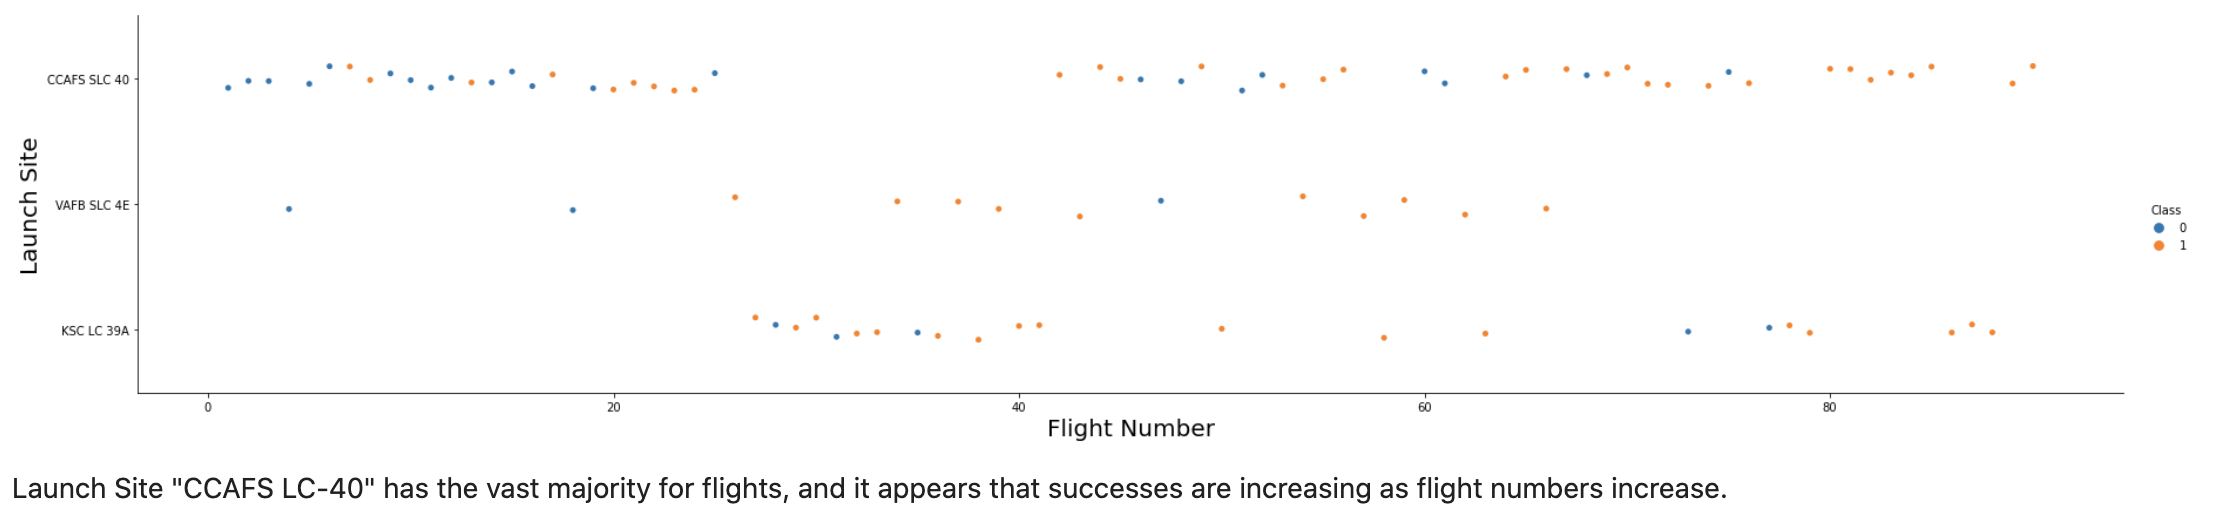 CCAFS SLC 40
VAFB SLC 4E
KSC LC 39A
Launch Site
0 20 40 60 80
Flight Number
Class
0
1
Launch Site "CCAFS LC-40" has the vast majority for flights, and it appears that successes are increasing as flight numbers increase.